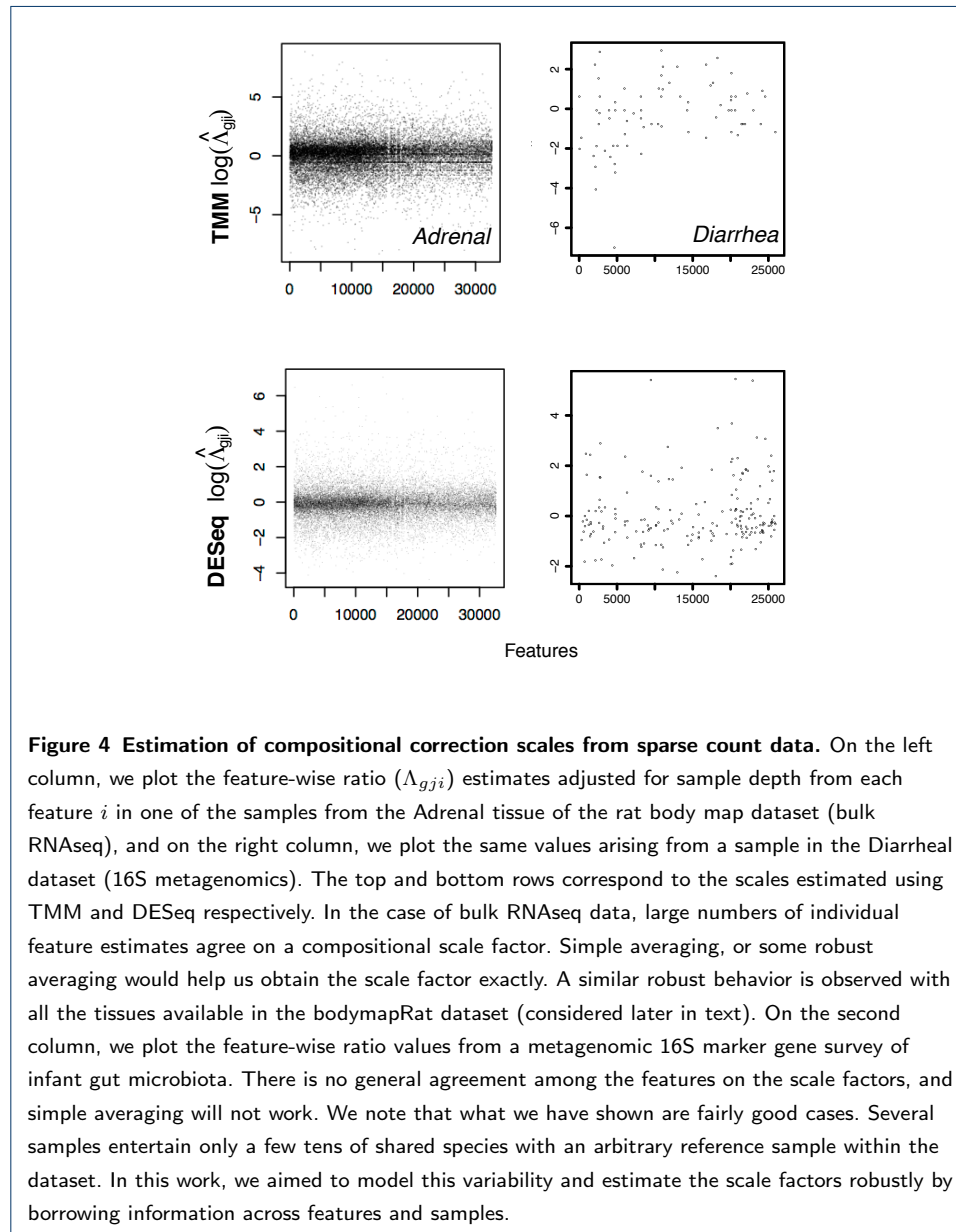 TMM log(Λ̂gji)
5
0
−5
Adrenal
0 10000 20000 30000
2
0
−2
−4
−6
Diarrhea
0 5000 15000 25000
DESeq log(Λ̂gji)
6
4
2
0
−2
−4
0 10000 20000 30000
4
2
0
−2
0 5000 15000 25000
Features
Figure 4 Estimation of compositional correction scales from sparse count data. On the left
column, we plot the feature-wise ratio (Λgji) estimates adjusted for sample depth from each
feature i in one of the samples from the Adrenal tissue of the rat body map dataset (bulk
RNAseq), and on the right column, we plot the same values arising from a sample in the Diarrheal
dataset (16S metagenomics). The top and bottom rows correspond to the scales estimated using
TMM and DESeq respectively. In the case of bulk RNAseq data, large numbers of individual
feature estimates agree on a compositional scale factor. Simple averaging, or some robust
averaging would help us obtain the scale factor exactly. A similar robust behavior is observed with
all the tissues available in the bodymapRat dataset (considered later in text). On the second
column, we plot the feature-wise ratio values from a metagenomic 16S marker gene survey of
infant gut microbiota. There is no general agreement among the features on the scale factors, and
simple averaging will not work. We note that what we have shown are fairly good cases. Several
samples entertain only a few tens of shared species with an arbitrary reference sample within the
dataset. In this work, we aimed to model this variability and estimate the scale factors robustly by
borrowing information across features and samples.